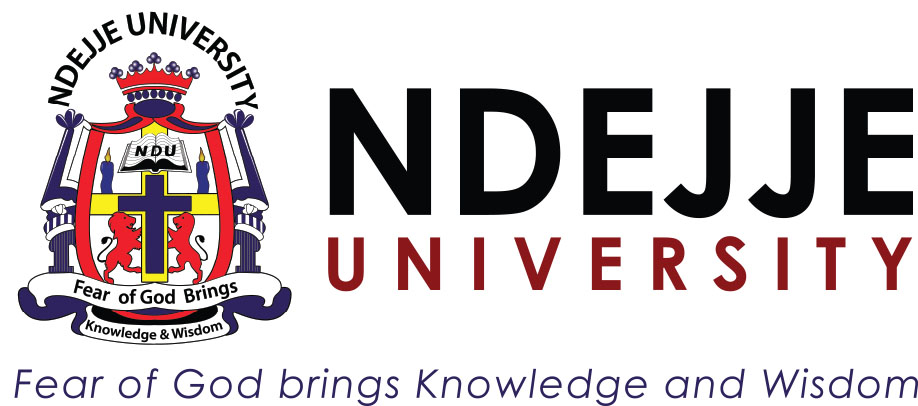 NDEJJE UNIVERSITY
NDU
Fear of God Brings
Knowledge & Wisdom
NDEJJE
UNIVERSITY
Fear of God brings Knowledge and Wisdom